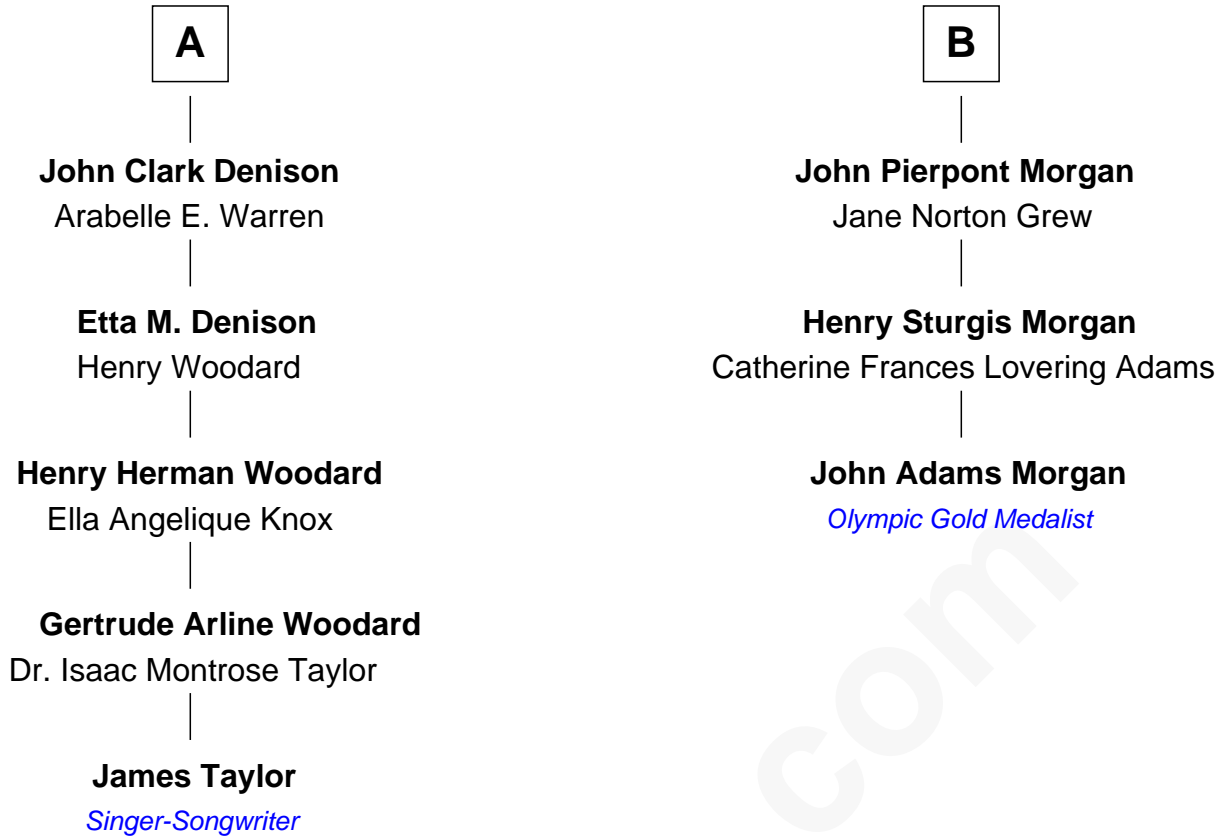 A
John Clark Denison
Arabelle E. Warren
Etta M. Denison
Henry Woodard
Henry Herman Woodard
Ella Angelique Knox
Gertrude Arline Woodard
Dr. Isaac Montrose Taylor
James Taylor
Singer-Songwriter
B
John Pierpont Morgan
Jane Norton Grew
Henry Sturgis Morgan
Catherine Frances Lovering Adams
John Adams Morgan
Olympic Gold Medalist
com